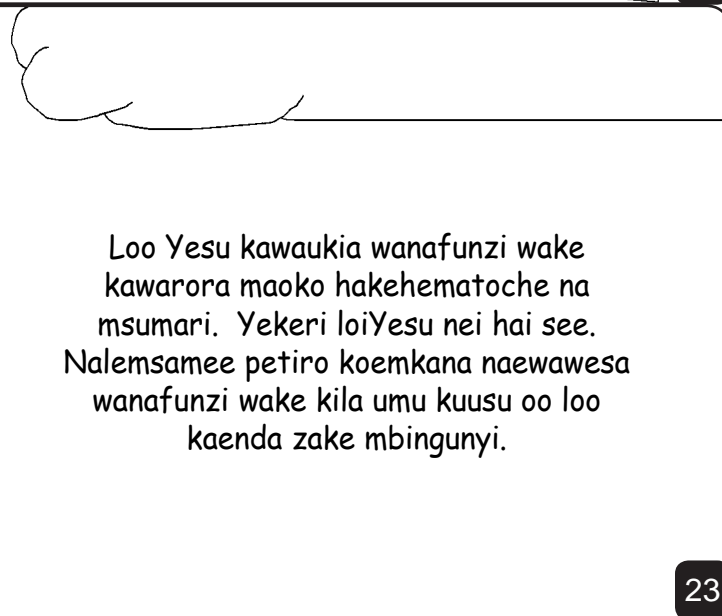 Loo Yesu kawaukia wanafunzi wake
kawarora maoko hakehematoche na
msumari. Yekeri loiYesu nei hai see.
Nalemsamee petiro koemkana naewawesa
wanafunzi wake kila umu kuusu oo loo
kaenda zake mbingunyi.
23